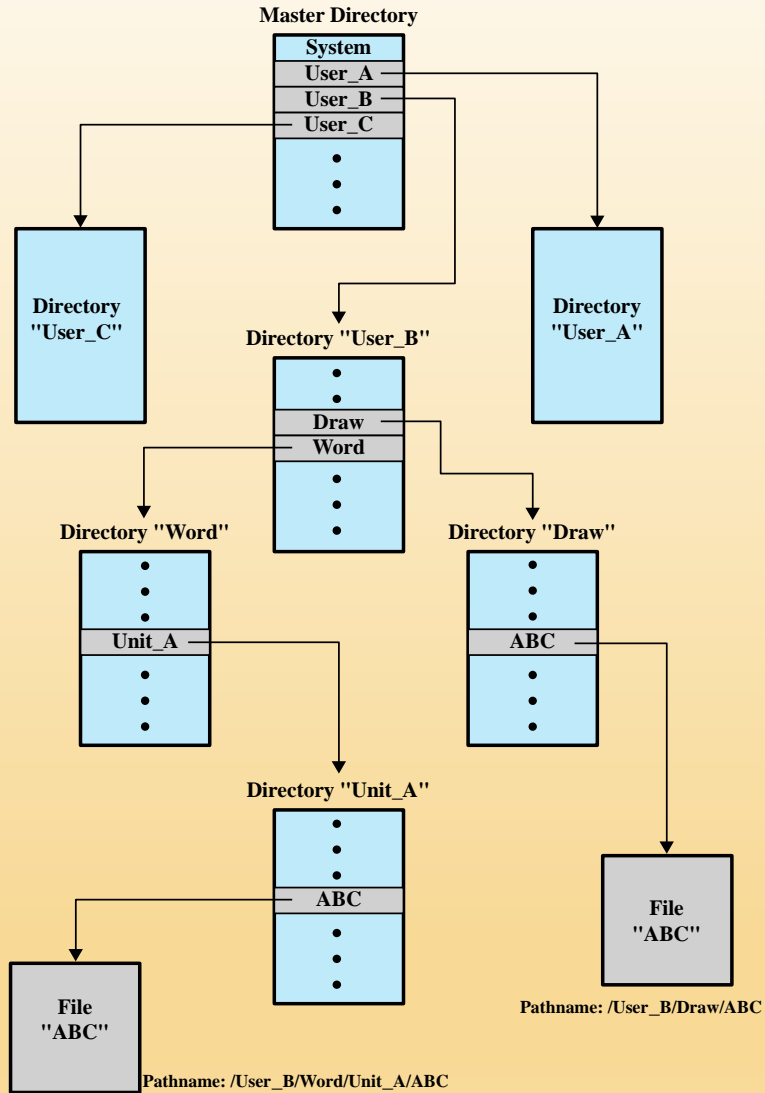 Master Directory
System
User_A
User_B
User_C
Directory
"User_C"
Directory
"User_A"
Directory "User_B"
Draw
Word
Directory "Word"
Directory "Draw"
Unit_A
ABC
Directory "Unit_A"
ABC
File
"ABC"
Pathname: /User_B/Draw/ABC
File
"ABC"
Pathname: /User_B/Word/Unit_A/ABC